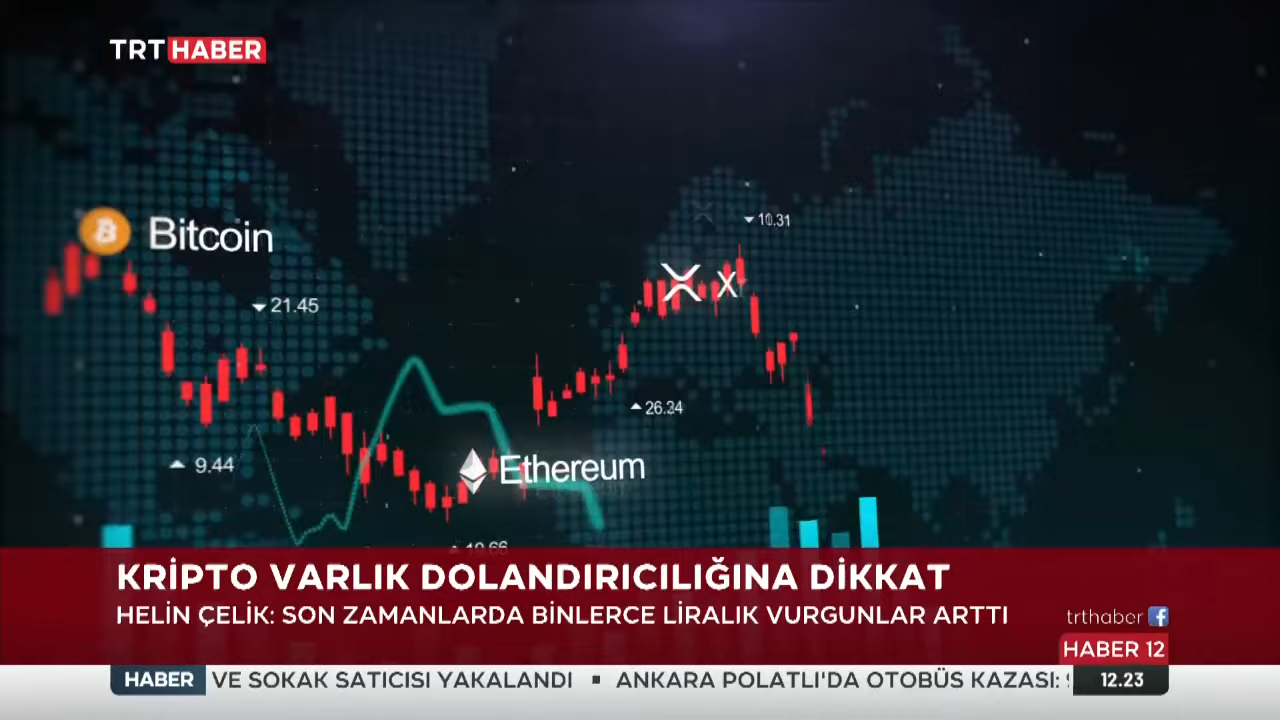 TRT HABER
Bitcoin
21.45
9.44
Ethereum
X
10.31
26.24
KRİPTO VARLIK DOLANDIRICILIĞINA DİKKAT
HELİN ÇELİK: SON ZAMANLARDA BİNLERCE LİRALIK VURGUNLAR ARTTI
trthaber
HABER 12
HABER VE SOKAK SATICISI YAKALANDI ▪ ANKARA POLATLI'DA OTOBÜS KAZASI:
12.23